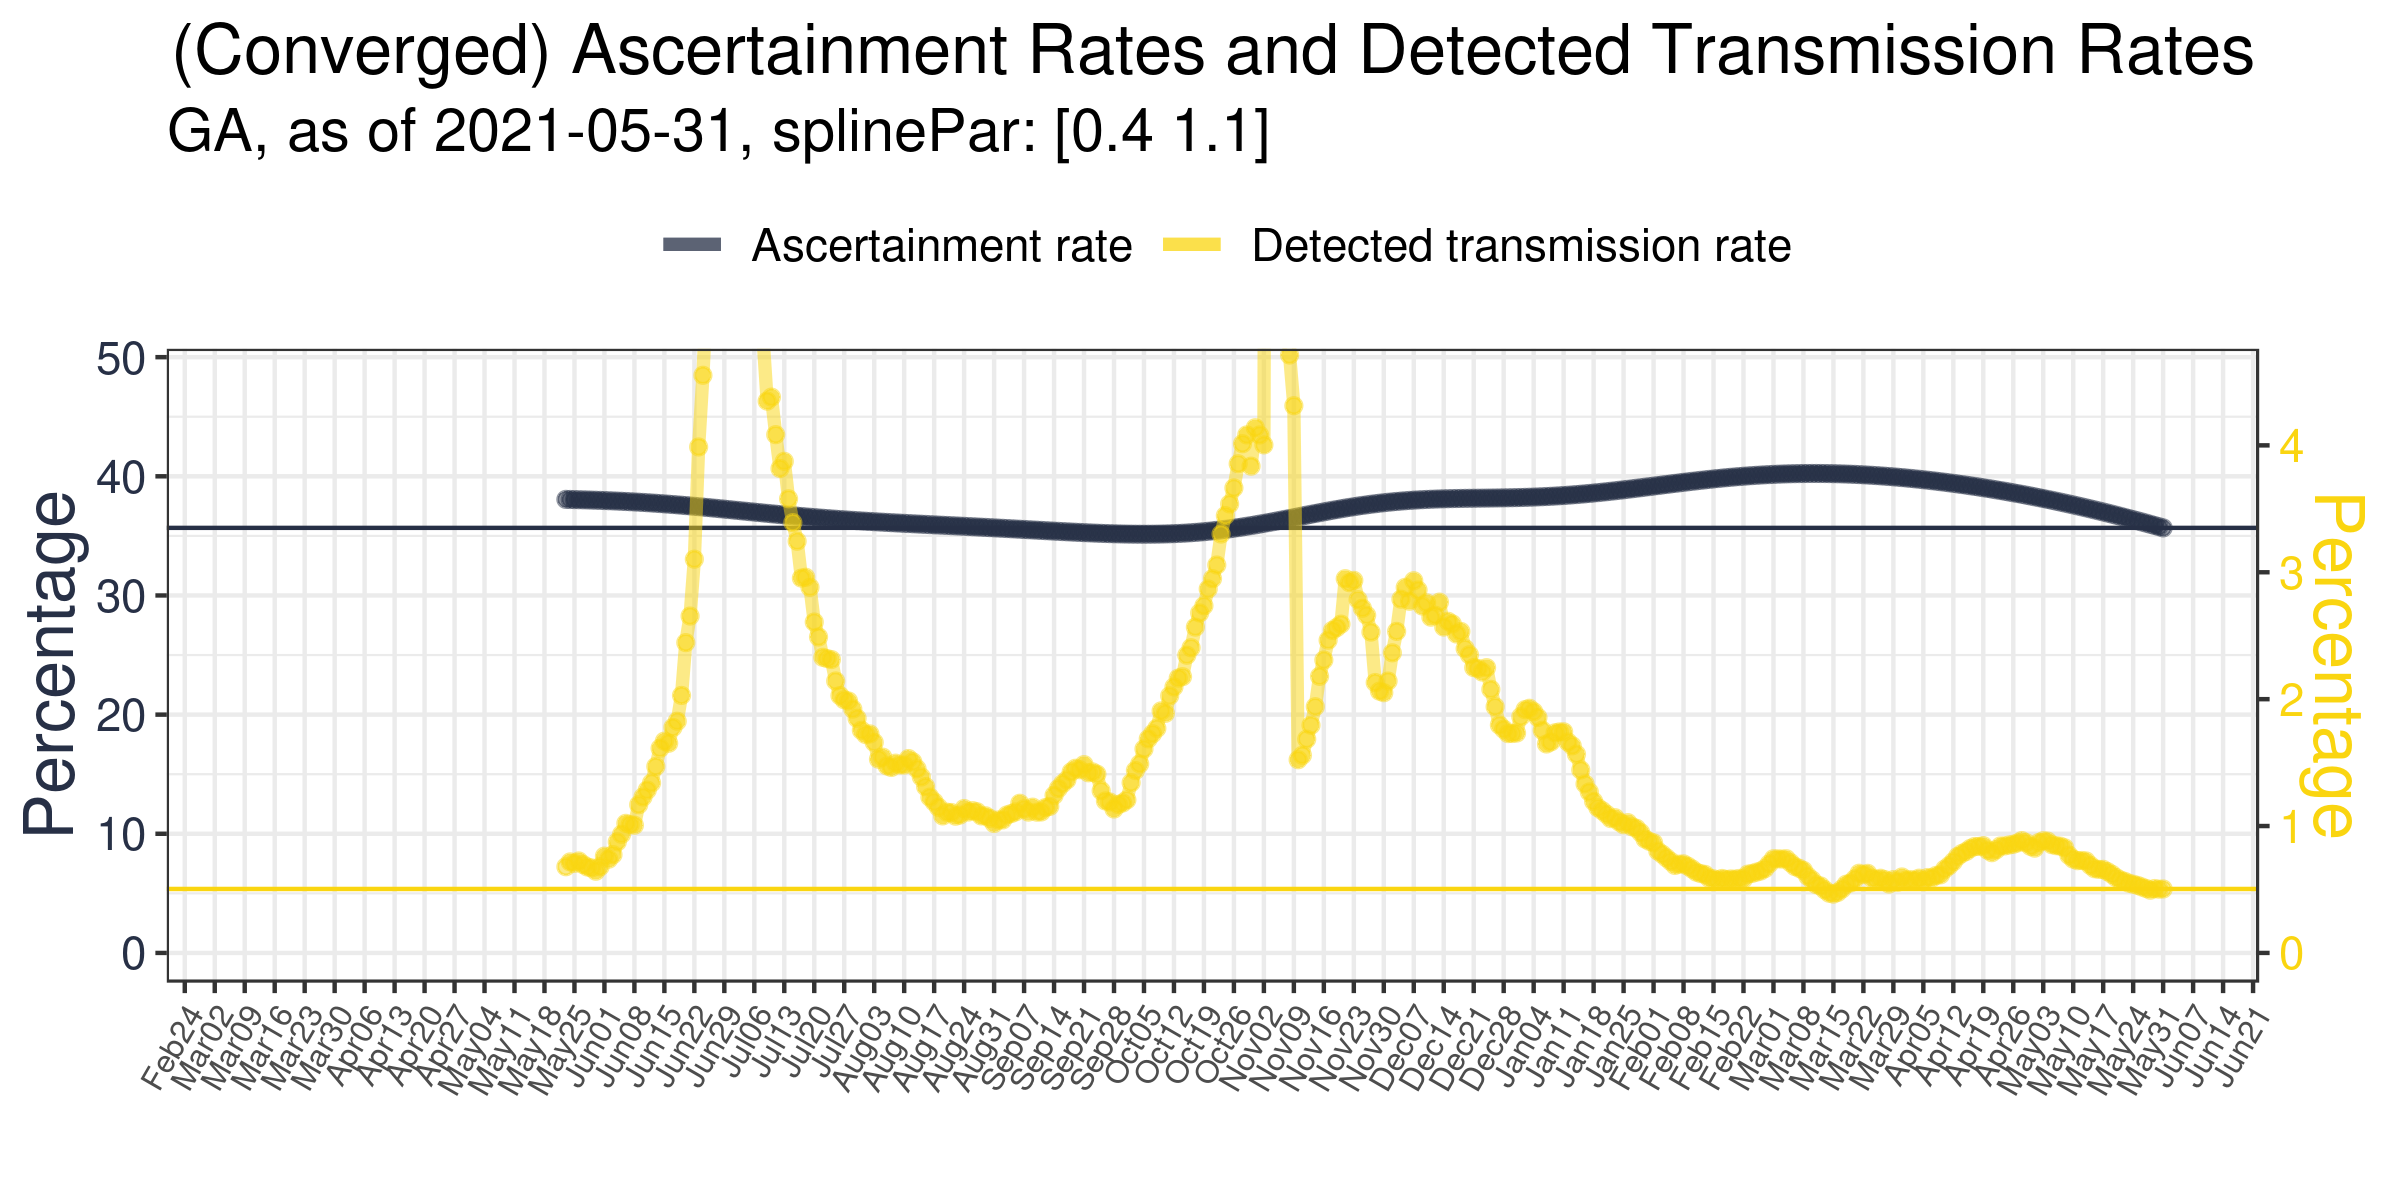 (Converged) Ascertainment Rates and Detected Transmission Rates
GA, as of 2021-05-31, splinePar: [0.4 1.1]
Ascertainment rate Detected transmission rate
Percentage
50
40
30
20
10
0
4
3
2
1
0
Percentage
Feb24 Mar02 Mar09 Mar16 Mar23 Mar30 Apr06 Apr13 Apr20 Apr27 May04 May11 May18 May25 Jun01 Jun08 Jun15 Jun22 Jun29 Jul06 Jul13 Jul20 Jul27 Aug03 Aug10 Aug17 Aug24 Aug31 Sep07 Sep14 Sep21 Sep28 Oct05 Oct12 Oct19 Oct26 Nov02 Nov09 Nov16 Nov23 Nov30 Dec07 Dec14 Dec21 Dec28 Jan04 Jan11 Jan18 Jan25 Feb01 Feb08 Feb15 Feb22 Mar01 Mar08 Mar15 Mar22 Mar29 Apr05 Apr12 Apr19 Apr26 May03 May10 May17 May24 May31 Jun07 Jun14 Jun21